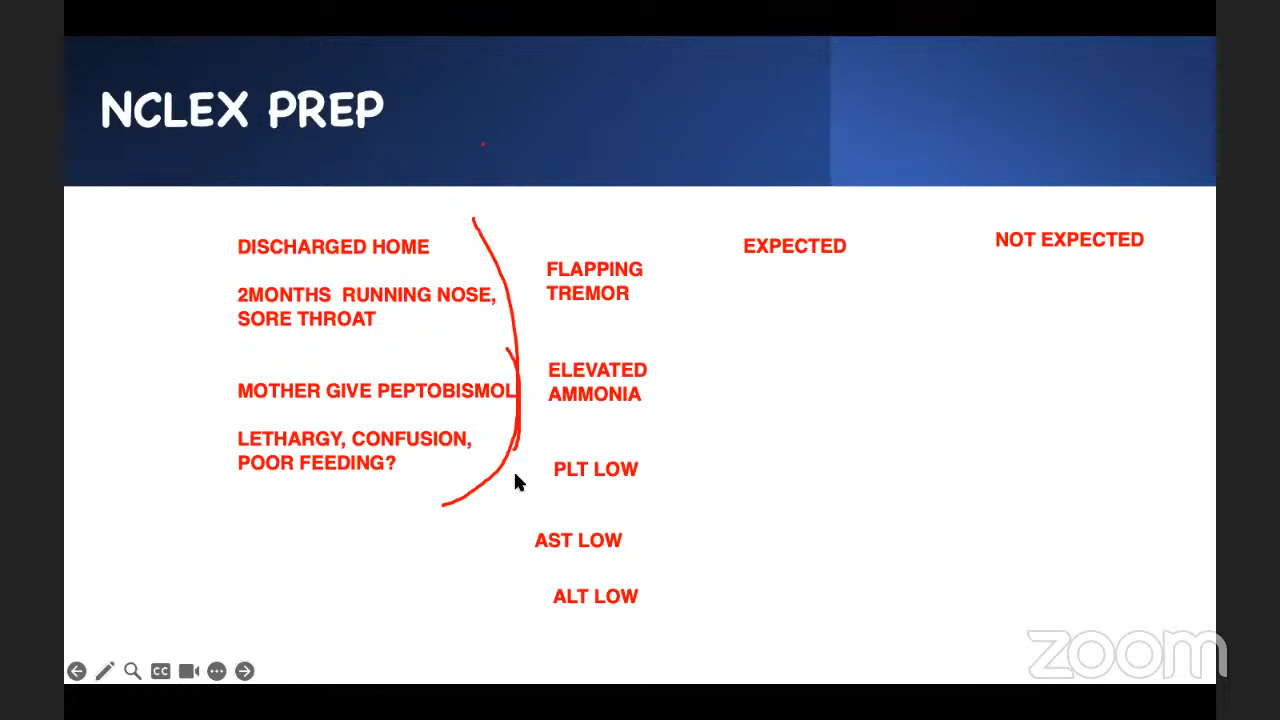 NCLEX PREP
DISCHARGED HOME
2MONTHS RUNNING NOSE,
SORE THROAT
MOTHER GIVE PEPTOBISMOL
LETHARGY, CONFUSION,
POOR FEEDING?
FLAPPING
TREMOR
ELEVATED
AMMONIA
PLT LOW
AST LOW
ALT LOW
EXPECTED
NOT EXPECTED
CC
zoom